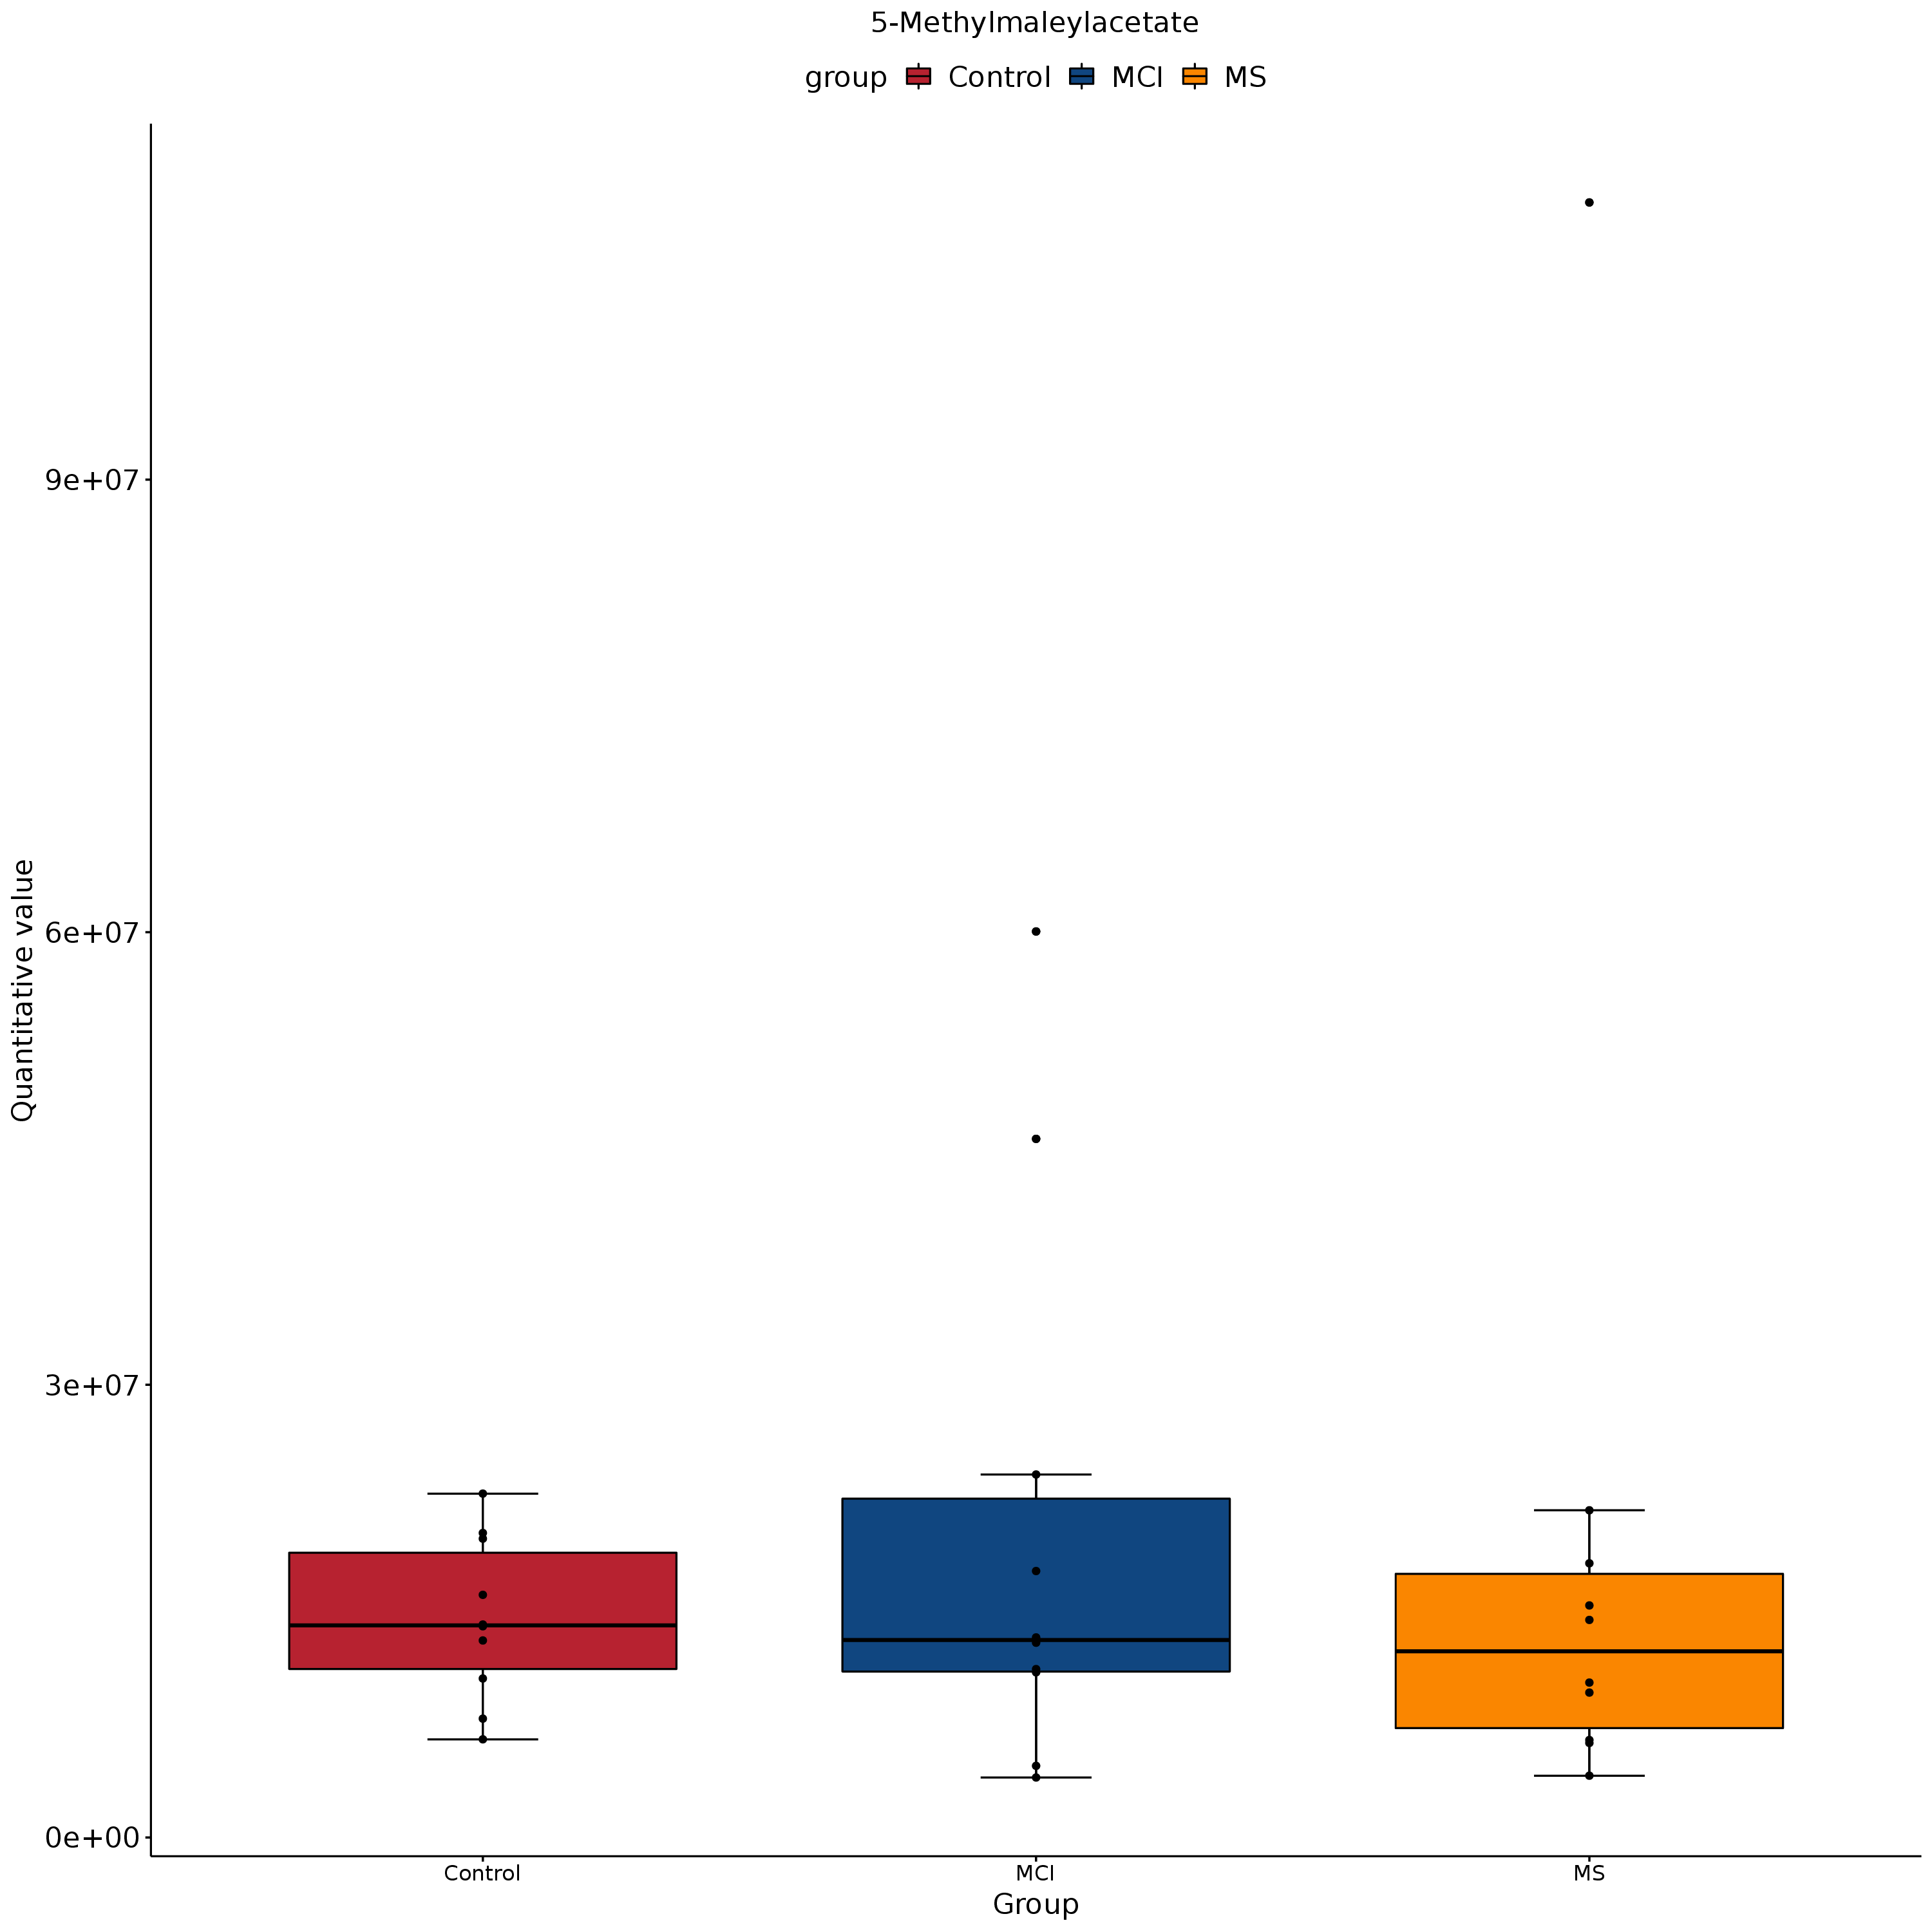 5-Methylmaleylacetate
group Control MCI MS
9e+07
6e+07
3e+07
0e+00
Quantitative value
Control MCI MS
Group